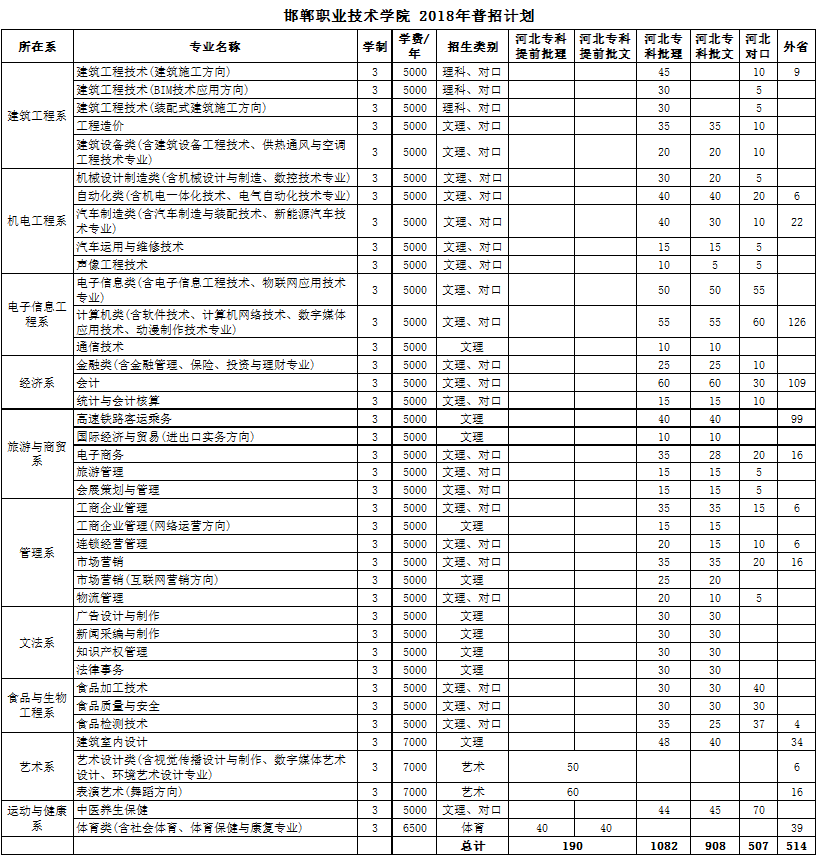 邯郸职业技术学院 2018年普招计划
所在系 专业名称 学制 学费/年 招生类别 河北专科提前批理 河北专科提前批文 河北专科批理 河北专科批文 河北对口 外省
建筑工程系
建筑工程技术(建筑施工方向) 3 5000 理科、对口 45 10 9
建筑工程技术(BIM技术应用方向) 3 5000 理科、对口 30 5
建筑工程技术(装配式建筑施工方向) 3 5000 理科、对口 30 5
工程造价 3 5000 文理、对口 35 35 10
建筑设备类(含建筑设备工程技术、供热通风与空调工程技术专业) 3 5000 文理、对口 20 20 10
机电工程系
机械设计制造类(含机械设计与制造、数控技术专业) 3 5000 文理、对口 30 20 5
自动化类(含机电一体化技术、电气自动化技术专业) 3 5000 文理、对口 40 40 20 6
汽车制造类(含汽车制造与装配技术、新能源汽车技术专业) 3 5000 文理、对口 40 30 10 22
汽车运用与维修技术 3 5000 文理、对口 15 15 5
声像工程技术 3 5000 文理、对口 10 5 5
电子信息工程系
电子信息类(含电子信息工程技术、物联网应用技术专业) 3 5000 文理、对口 50 50 55
计算机类(含软件技术、计算机网络技术、数字媒体应用技术、动漫制作技术专业) 3 5000 文理、对口 55 55 60 126
通信技术 3 5000 文理 10 10
经济系
金融类(含金融管理、保险、投资与理财专业) 3 5000 文理、对口 25 25 10
会计 3 5000 文理、对口 60 60 30 109
统计与会计核算 3 5000 文理、对口 15 15 10
旅游与商贸系
高速铁路客运乘务 3 5000 文理 40 40 99
国际经济与贸易(进出口实务方向) 3 5000 文理 10 10
电子商务 3 5000 文理、对口 35 28 20 16
旅游管理 3 5000 文理、对口 15 15 5
会展策划与管理 3 5000 文理、对口 15 15 5
管理系
工商企业管理 3 5000 文理、对口 35 35 15 6
工商企业管理(网络运营方向) 3 5000 文理 15 15
连锁经营管理 3 5000 文理、对口 20 15 10 6
市场营销 3 5000 文理、对口 35 35 20 16
市场营销(互联网营销方向) 3 5000 文理 25 20
物流管理 3 5000 文理、对口 20 10 5
文法系
广告设计与制作 3 5000 文理 30 30
新闻采编与制作 3 5000 文理 30 30
知识产权管理 3 5000 文理 30 30
法律事务 3 5000 文理 30 30
食品与生物工程系
食品加工技术 3 5000 文理、对口 30 30 40
食品质量与安全 3 5000 文理、对口 30 30 30
食品检测技术 3 5000 文理、对口 35 25 37 4
艺术系
建筑室内设计 3 7000 文理 48 40 34
艺术设计类(含视觉传播设计与制作、数字媒体艺术设计、环境艺术设计专业) 3 7000 艺术 50 6
表演艺术(舞蹈方向) 3 7000 艺术 60 16
运动与健康系
中医养生保健 3 5000 文理、对口 44 45 70
体育类(含社会体育、体育保健与康复专业) 3 6500 体育 40 40 39
总计 190 1082 908 507 514